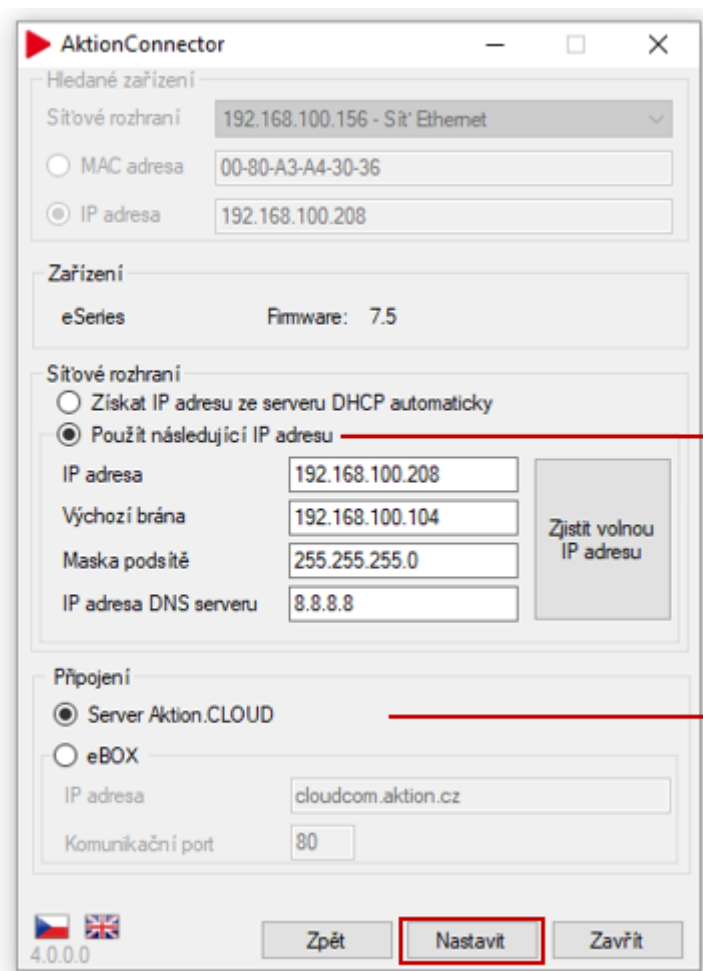 AktionConnector
Hledané zařízení
Síťové rozhraní 192.168.100.156 - Síť Ethernet
MAC adresa 00-80-A3-A4-30-36
IP adresa 192.168.100.208
Zařízení
eSeries Firmware: 7.5
Síťové rozhraní
Získat IP adresu ze serveru DHCP automaticky
Použít následující IP adresu
IP adresa 192.168.100.208
Výchozí brána 192.168.100.104
Maska podsítě 255.255.255.0
IP adresa DNS serveru 8.8.8.8
Zjistit volnou
IP adresu
Připojení
Server Aktion.CLOUD
eBOX
IP adresa cloudcom.aktion.cz
Komunikační port 80
4.0.0.0
Zpět Nastavit Zavřít